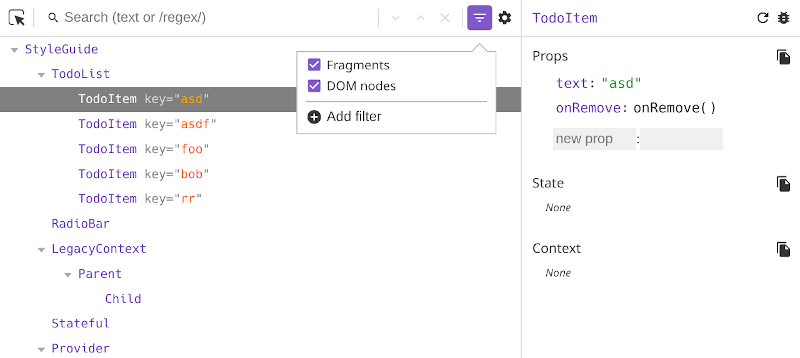 Search (text or /regex/)
StyleGuide
TodoList
TodoItem key="asd"
TodoItem key="asdf"
TodoItem key="foo"
TodoItem key="bob"
TodoItem key="rr"
RadioBar
LegacyContext
Parent
Child
Stateful
Provider
Fragments
DOM nodes
Add filter
TodoItem
Props
text: "asd"
onRemove: onRemove()
new prop :
State
None
Context
None